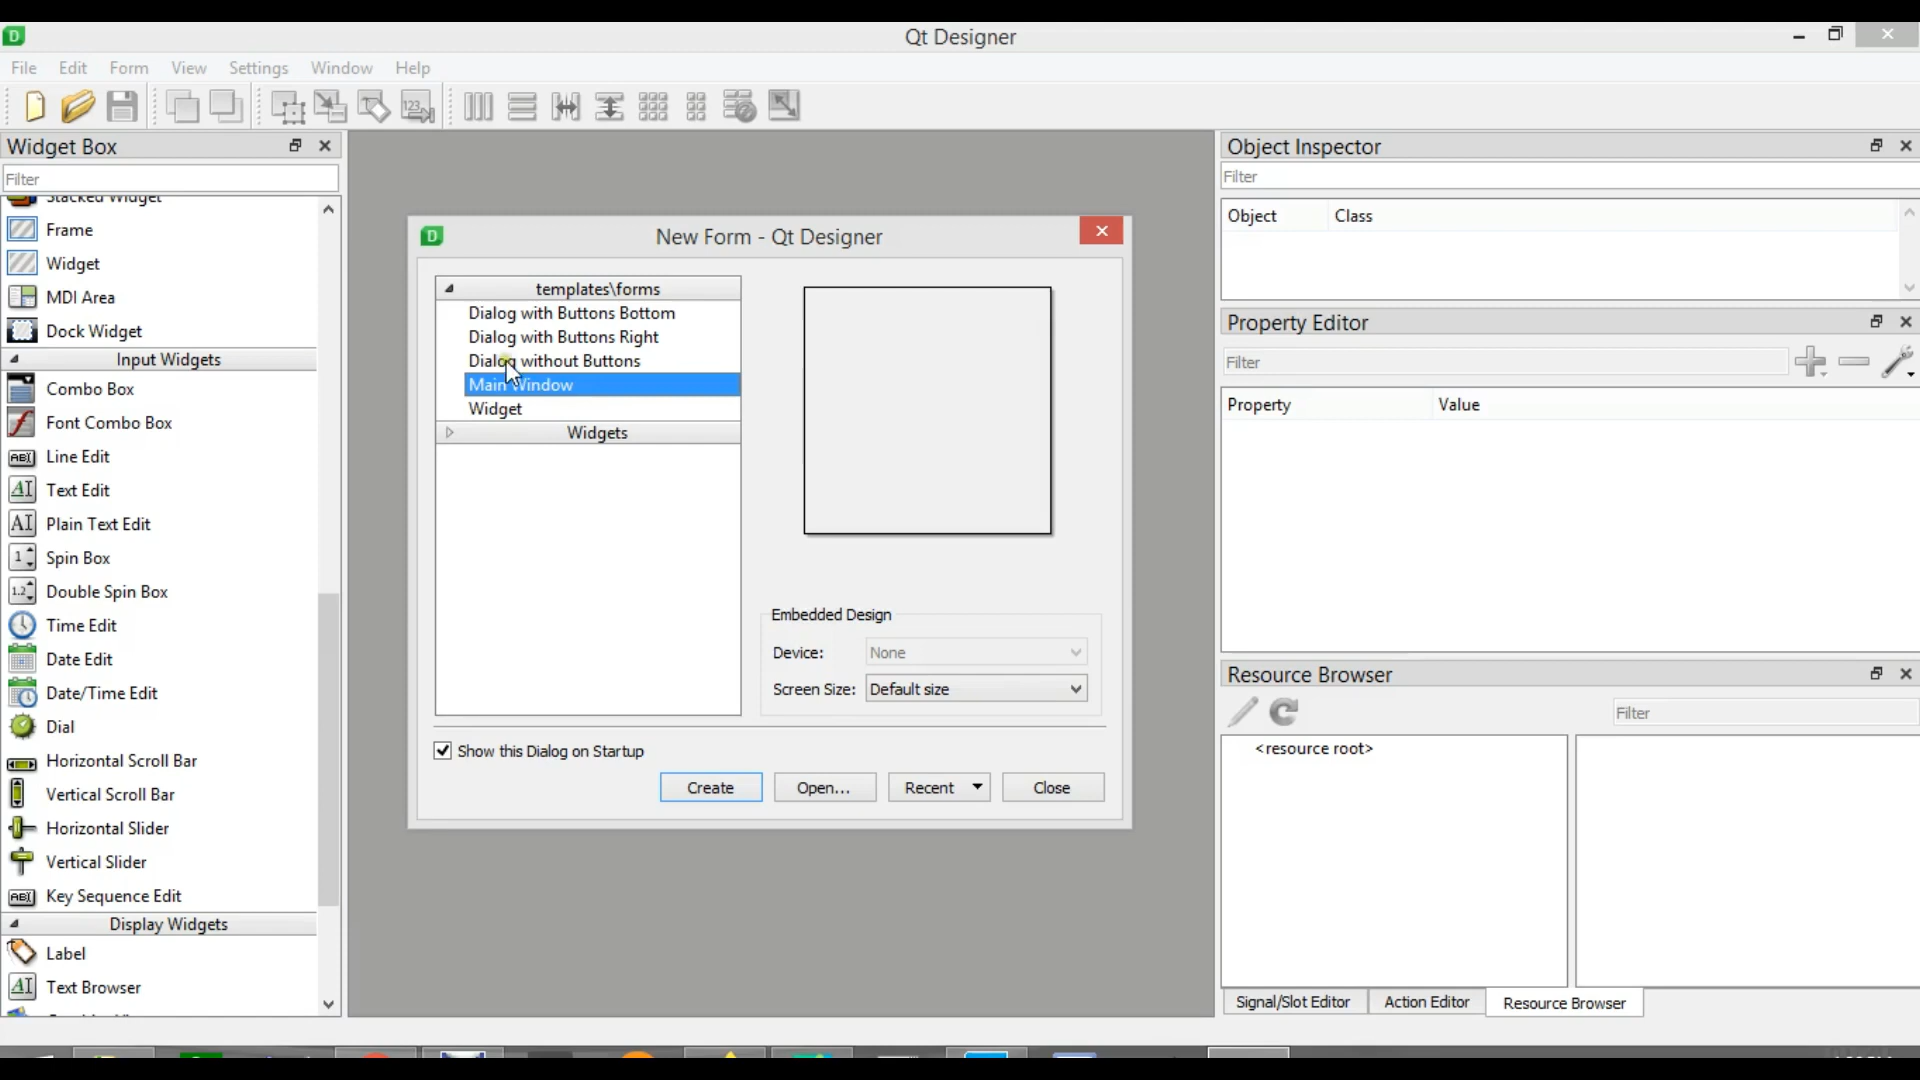 Qt Designer
File Edit Form View Settings Window Help
Widget Box
Filter
Stacked Widget
Frame
Widget
MDI Area
Dock Widget
Input Widgets
Combo Box
Font Combo Box
Line Edit
Text Edit
Plain Text Edit
Spin Box
Double Spin Box
Time Edit
Date Edit
Date/Time Edit
Dial
Horizontal Scroll Bar
Vertical Scroll Bar
Horizontal Slider
Vertical Slider
Key Sequence Edit
Display Widgets
Label
Text Browser
New Form - Qt Designer
templates\forms
Dialog with Buttons Bottom
Dialog with Buttons Right
Dialog without Buttons
Main Window
Widget
Widgets
Embedded Design
Device: None
Screen Size: Default size
Show this Dialog on Startup
Create Open... Recent Close
Object Inspector
Filter
Object Class
Property Editor
Filter
Property Value
Resource Browser
Filter
<resource root>
Signal/Slot Editor Action Editor Resource Browser